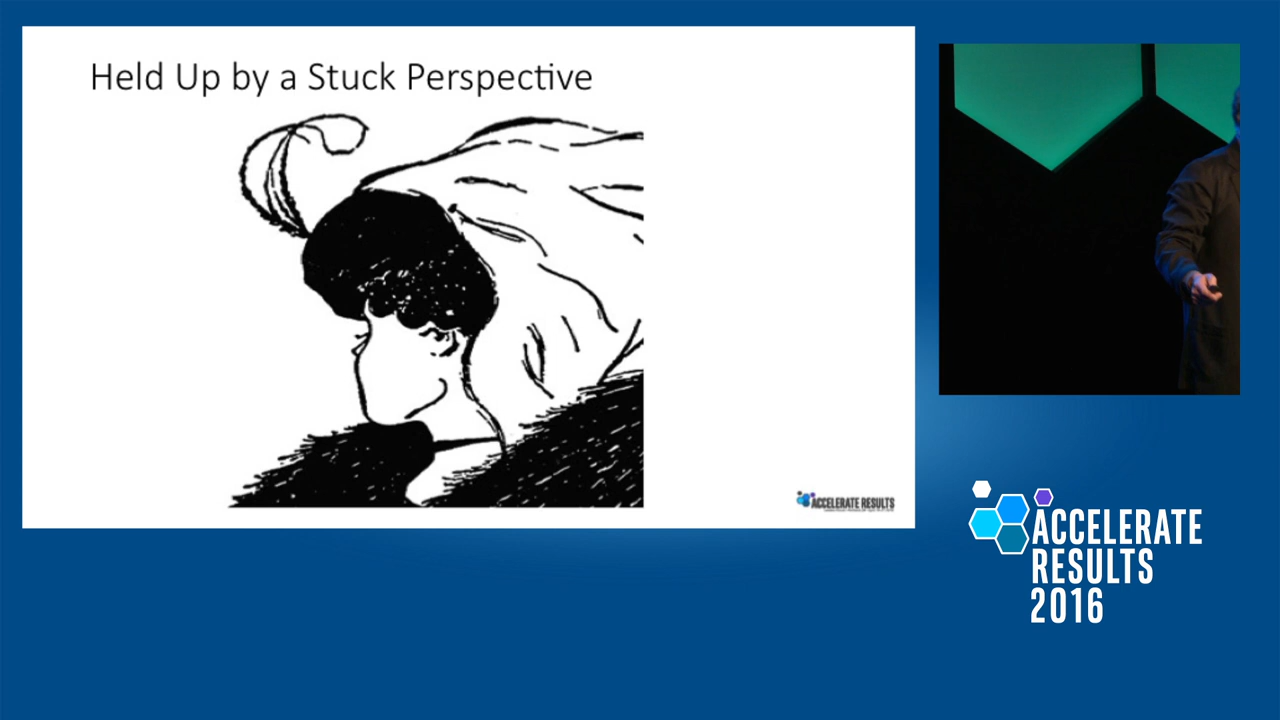 Held Up by a Stuck Perspective
ACCELERATE RESULTS
ACCELERATE
RESULTS
2016